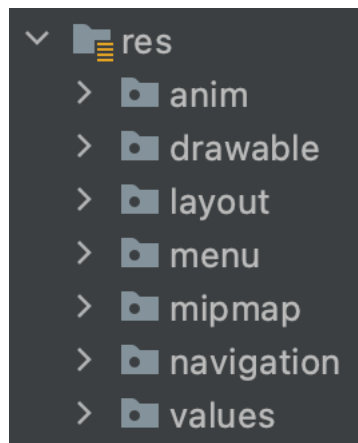 res
anim
drawable
layout
menu
mipmap
navigation
values